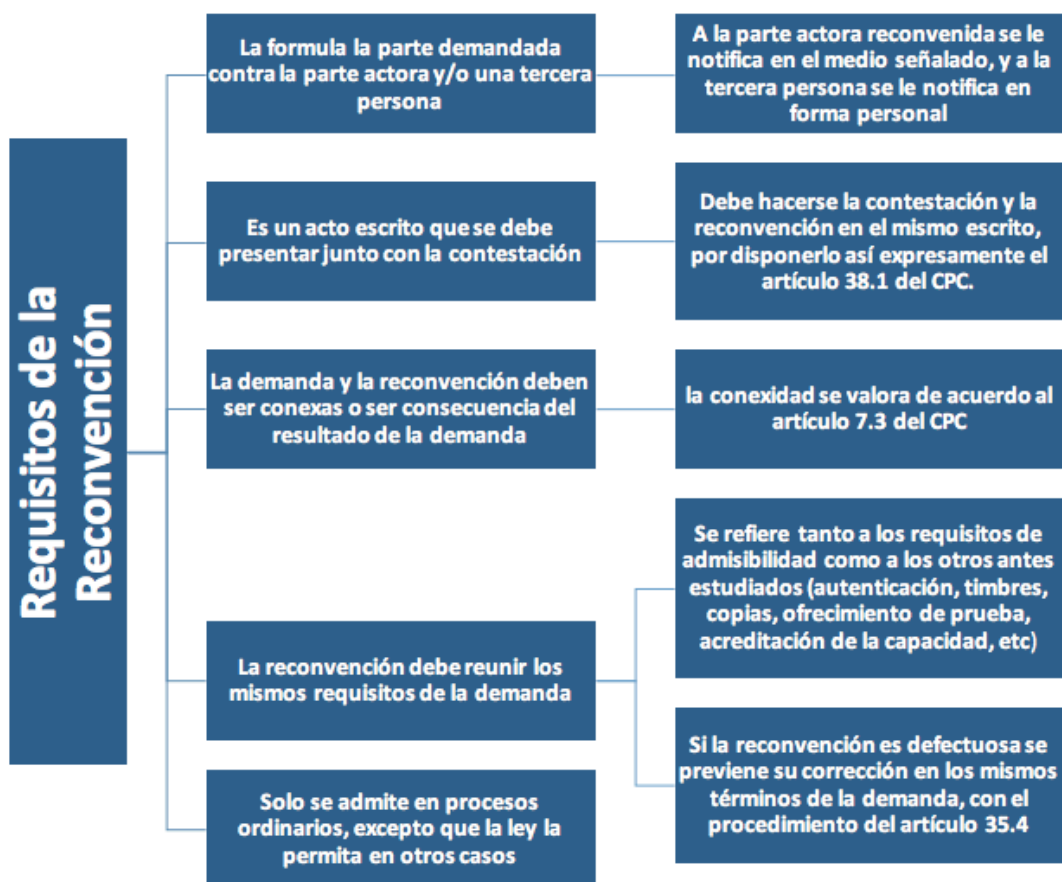 Requisitos de la
Reconvención
La formula la parte demandada
contra la parte actora y/o una tercera
persona
A la parte actora reconvenida se le
notifica en el medio señalado, y a la
tercera persona se le notifica en
forma personal
Es un acto escrito que se debe
presentar junto con la contestación
Debe hacerse la contestación y la
reconvención en el mismo escrito,
por disponerlo así expresamente el
artículo 38.1 del CPC.
La demanda y la reconvención deben
ser conexas o ser consecuencia del
resultado de la demanda
la conexidad se valora de acuerdo al
artículo 7.3 del CPC
La reconvención debe reunir los
mismos requisitos de la demanda
Se refiere tanto a los requisitos de
admisibilidad como a los otros antes
estudiados (autenticación, timbres,
copias, ofrecimiento de prueba,
acreditación de la capacidad, etc)
Si la reconvención es defectuosa se
previene su corrección en los mismos
términos de la demanda, con el
procedimiento del artículo 35.4
Solo se admite en procesos
ordinarios, excepto que la ley la
permita en otros casos